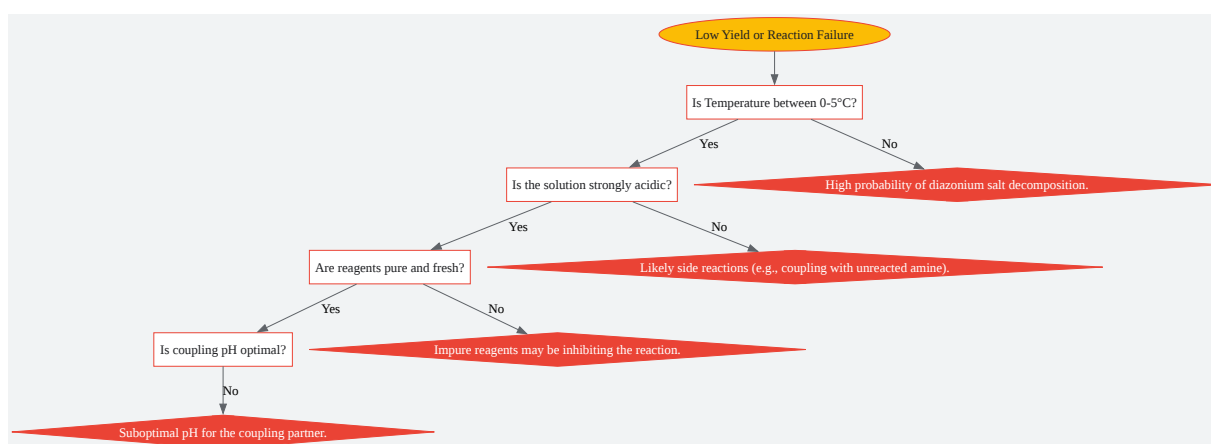 Low Yield or Reaction Failure
Is Temperature between 0-5°C?
Yes
No
Is the solution strongly acidic?
High probability of diazonium salt decomposition.
Yes
No
Are reagents pure and fresh?
Likely side reactions (e.g., coupling with unreacted amine).
Yes
No
Is coupling pH optimal?
Impure reagents may be inhibiting the reaction.
No
Suboptimal pH for the coupling partner.